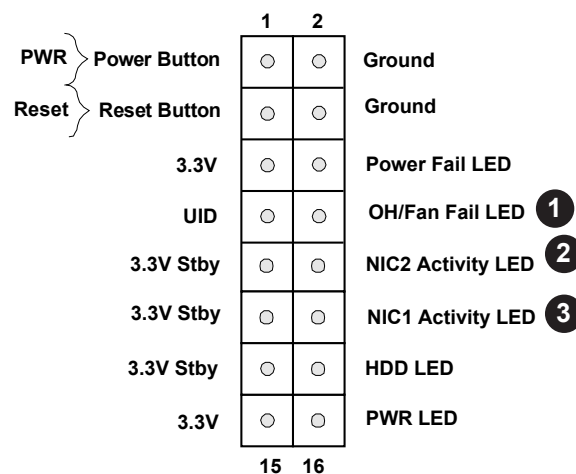 1 2
PWR Power Button Ground
Reset Reset Button Ground
3.3V Power Fail LED
UID OH/Fan Fail LED 1
3.3V Stby NIC2 Activity LED 2
3.3V Stby NIC1 Activity LED 3
3.3V Stby HDD LED
3.3V PWR LED
15 16